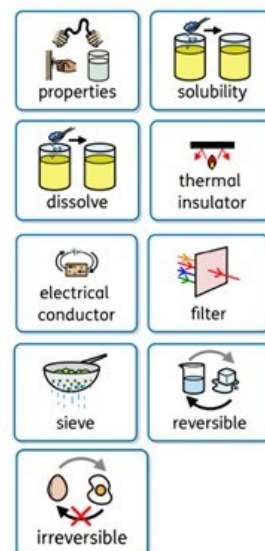 properties
solubility
dissolve
thermal
insulator
electrical
conductor
filter
sieve
reversible
irreversible